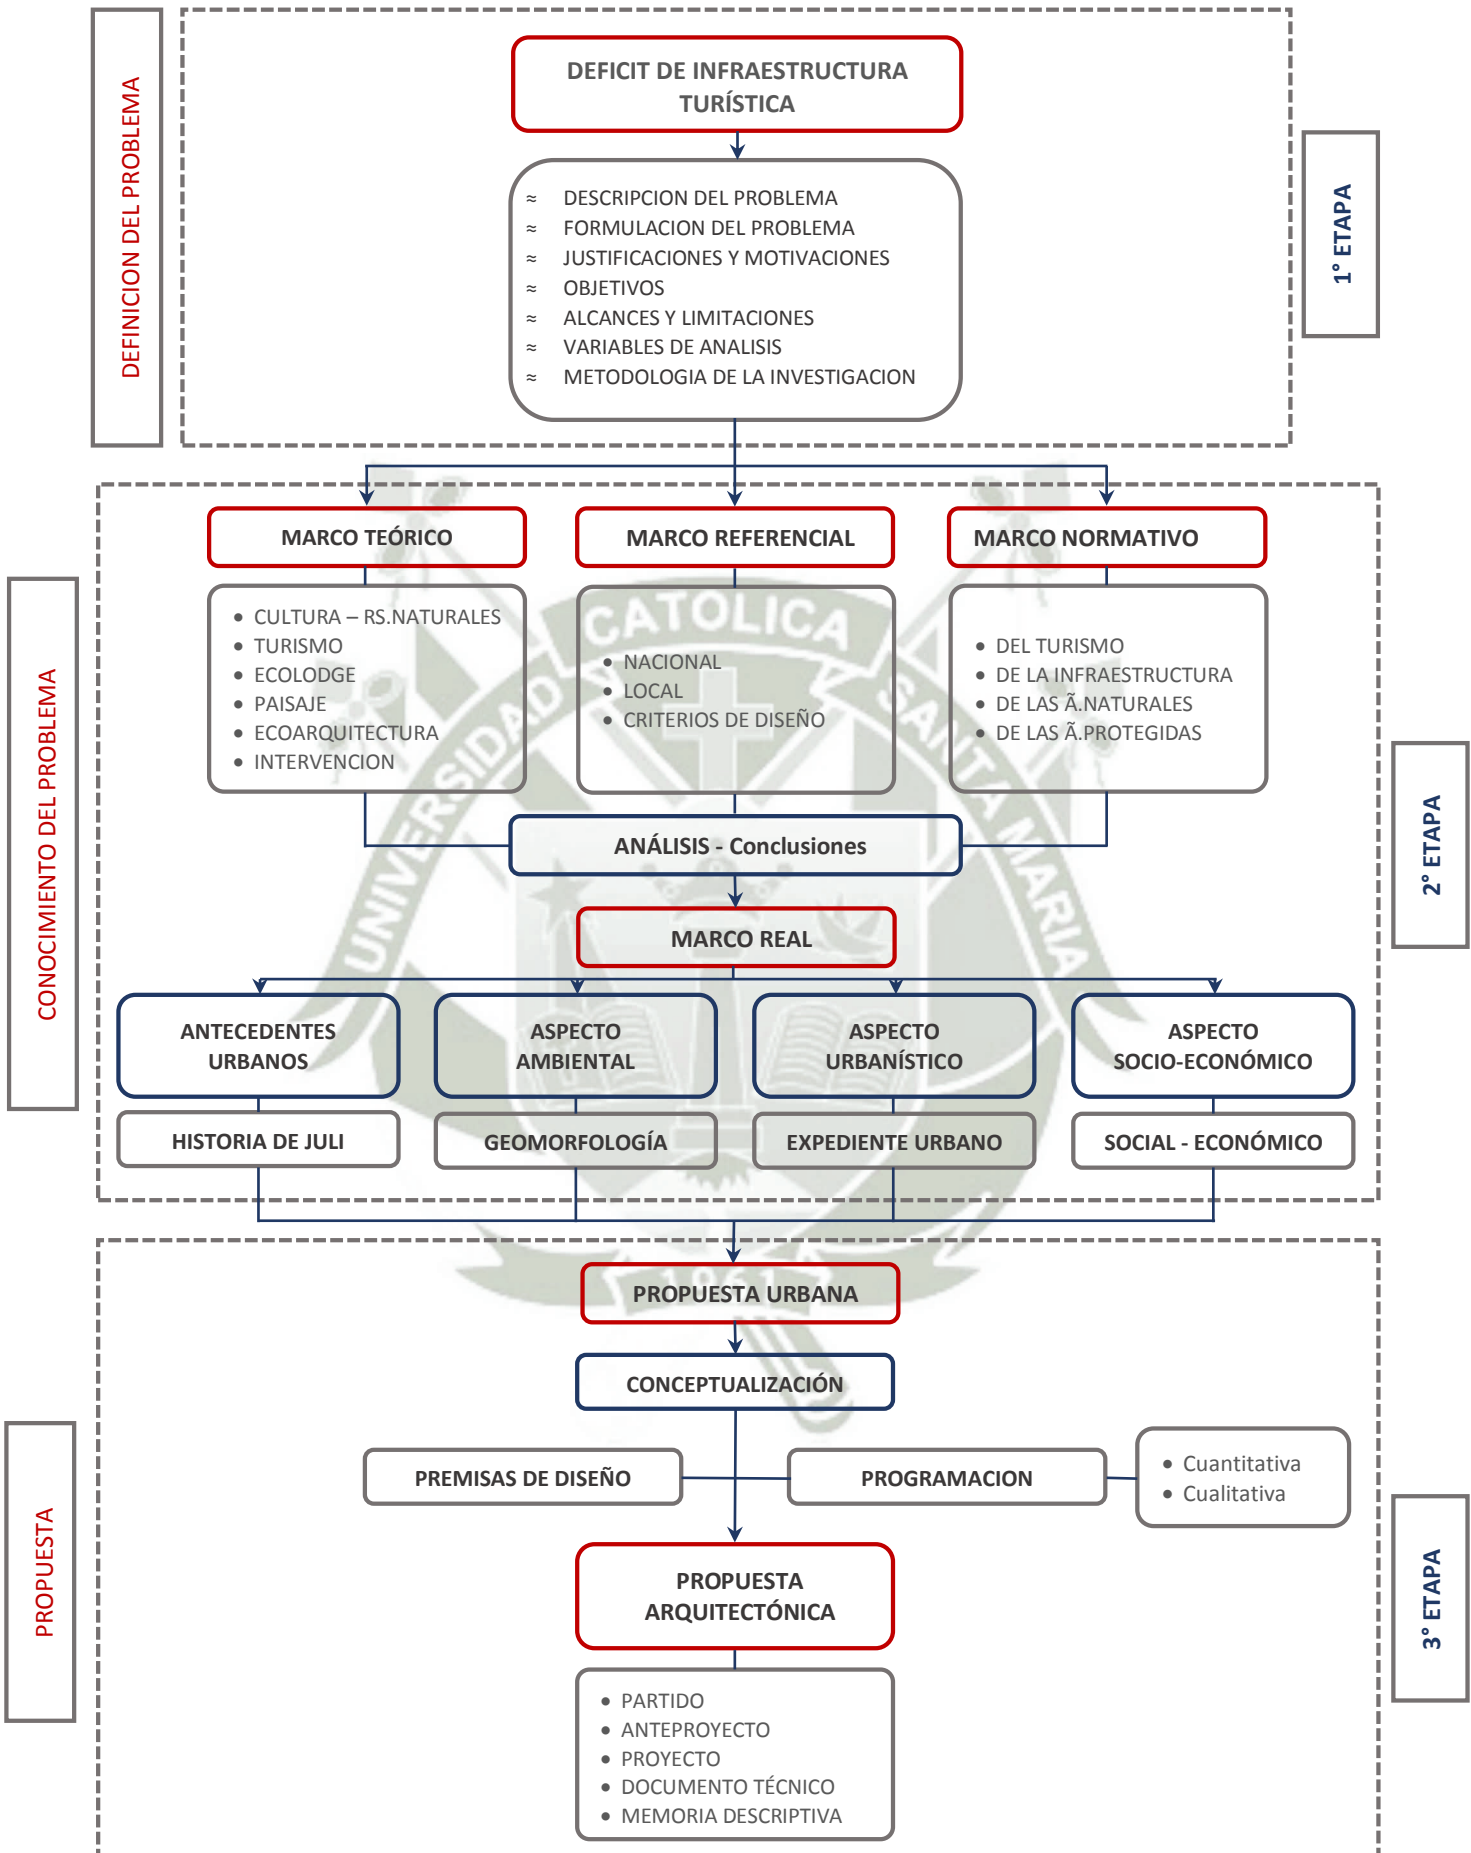 DEFINICION DEL PROBLEMA
DEFICIT DE INFRAESTRUCTURA
TURÍSTICA
≈ DESCRIPCION DEL PROBLEMA
≈ FORMULACION DEL PROBLEMA
≈ JUSTIFICACIONES Y MOTIVACIONES
≈ OBJETIVOS
≈ ALCANCES Y LIMITACIONES
≈ VARIABLES DE ANALISIS
≈ METODOLOGIA DE LA INVESTIGACION
1° ETAPA
CONOCIMIENTO DEL PROBLEMA
MARCO TEÓRICO
• CULTURA – RS.NATURALES
• TURISMO
• ECOLODGE
• PAISAJE
• ECOARQUITECTURA
• INTERVENCION
MARCO REFERENCIAL
• NACIONAL
• LOCAL
• CRITERIOS DE DISEÑO
MARCO NORMATIVO
• DEL TURISMO
• DE LA INFRAESTRUCTURA
• DE LAS Ã.NATURALES
• DE LAS Ã.PROTEGIDAS
ANÁLISIS - Conclusiones
MARCO REAL
ANTECEDENTES
URBANOS
HISTORIA DE JULI
ASPECTO
AMBIENTAL
GEOMORFOLOGÍA
ASPECTO
URBANÍSTICO
EXPEDIENTE URBANO
ASPECTO
SOCIO-ECONÓMICO
SOCIAL - ECONÓMICO
2° ETAPA
UNIVERSIDAD CATOLICA SANTA MARIA
1961
PROPUESTA
PROPUESTA URBANA
CONCEPTUALIZACIÓN
PREMISAS DE DISEÑO
PROGRAMACION
• Cuantitativa
• Cualitativa
PROPUESTA
ARQUITECTÓNICA
• PARTIDO
• ANTEPROYECTO
• PROYECTO
• DOCUMENTO TÉCNICO
• MEMORIA DESCRIPTIVA
3° ETAPA